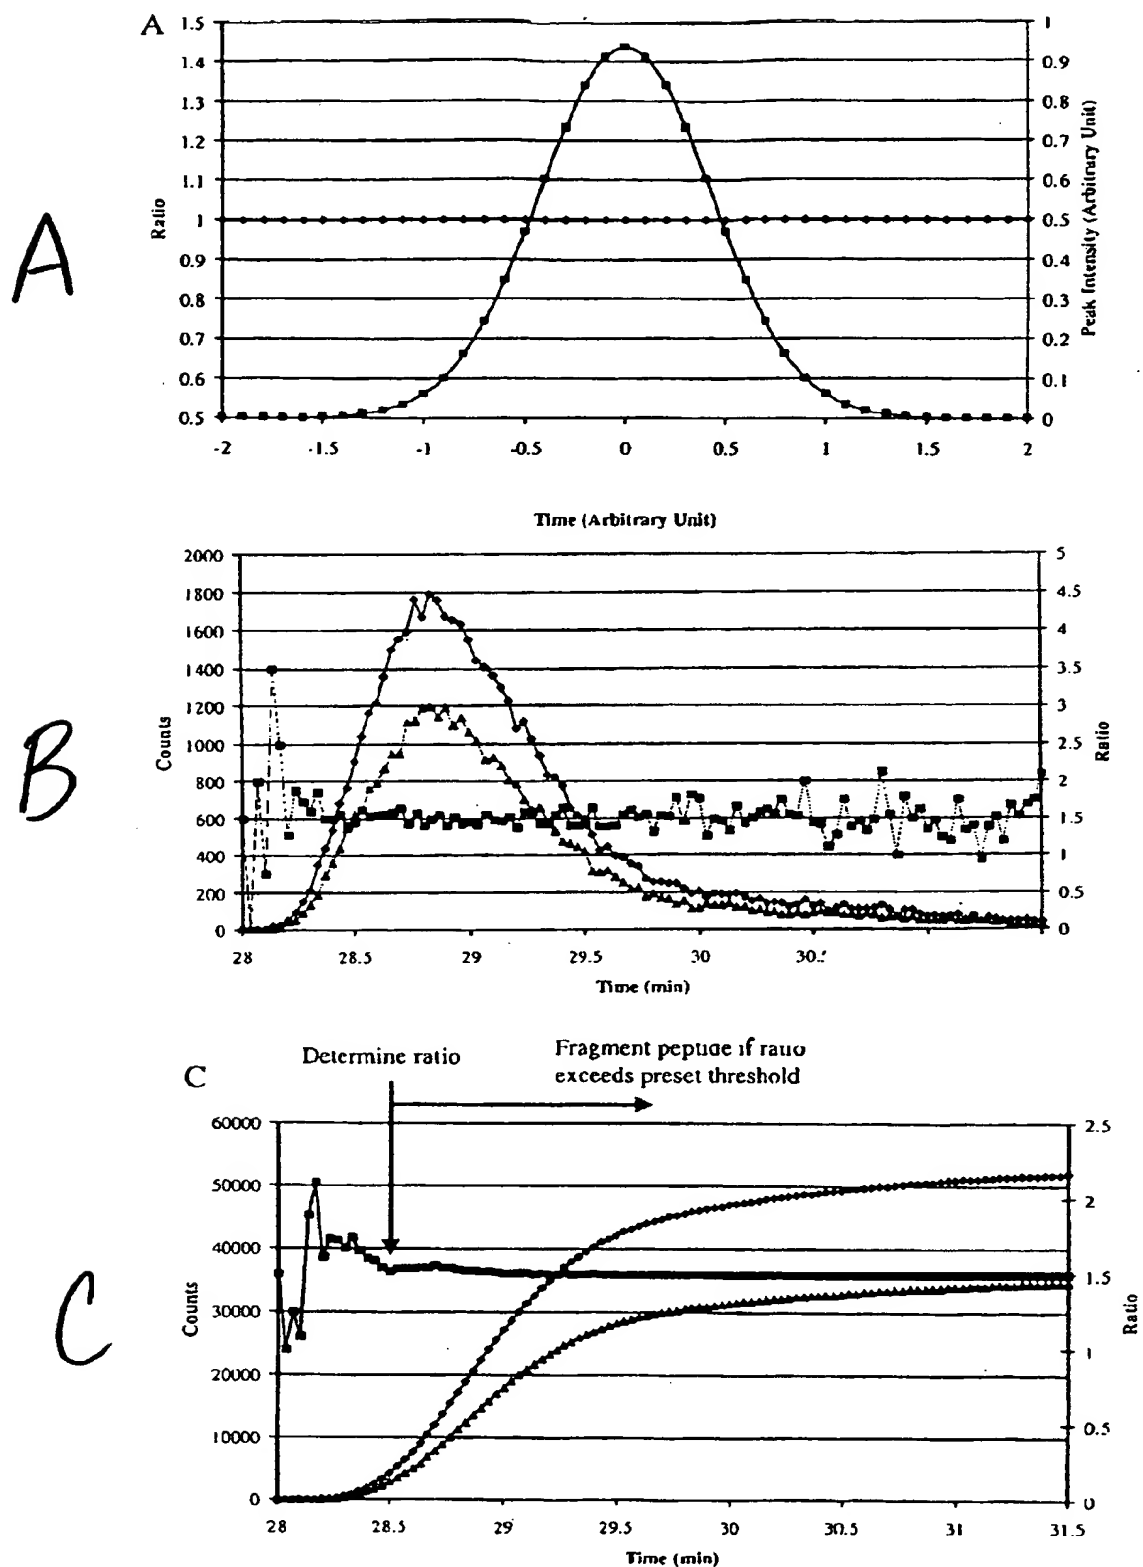 A
A
1.5
1.4
1.3
1.2
1.1
1
0.9
0.8
0.7
0.6
0.5
Ratio
1
0.9
0.8
0.7
0.6
0.5
0.4
0.3
0.2
0.1
0
Peak Intensity (Arbitrary Unit)
-2 -1.5 -1 -0.5 0 0.5 1 1.5 2
Time (Arbitrary Unit)
B
2000
1800
1600
1400
1200
1000
800
600
400
200
0
Counts
5
4.5
4
3.5
3
2.5
2
1.5
1
0.5
0
Ratio
28 28.5 29 29.5 30 30.5
Time (min)
C
C
Determine ratio
Fragment peptide if ratio
exceeds preset threshold
60000
50000
40000
30000
20000
10000
0
Counts
2.5
2
1.5
1
0.5
0
Ratio
28 28.5 29 29.5 30 30.5 31 31.5
Time (min)